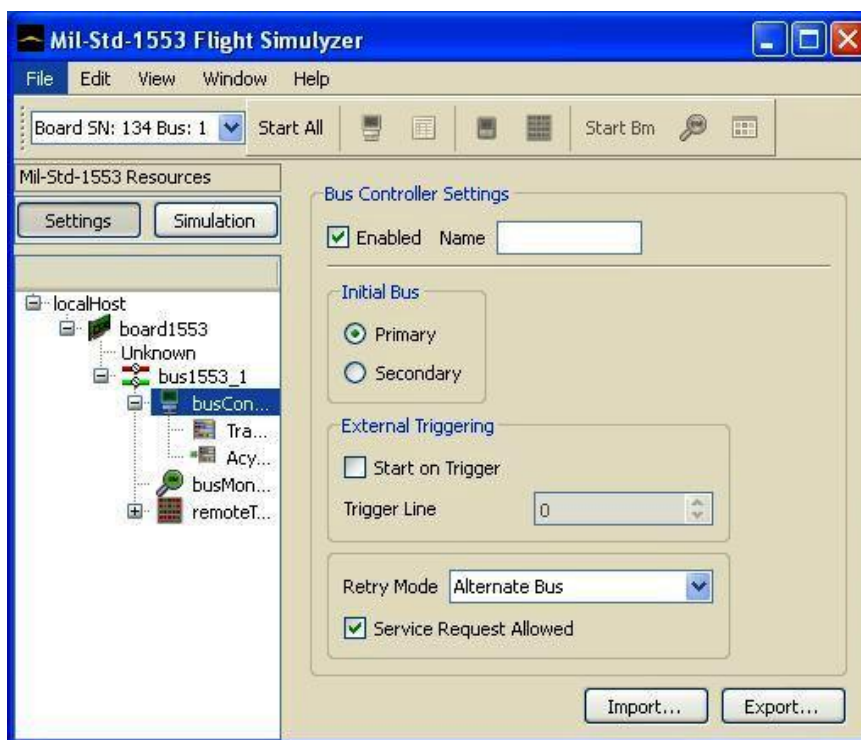 Mil-Std-1553 Flight Simulyzer
File Edit View Window Help
Board SN: 134 Bus: 1 Start All Start Bm
Mil-Std-1553 Resources
Settings Simulation
localHost
board1553
Unknown
bus1553_1
busCon...
Tra...
Acy...
busMon...
remoteT...
Bus Controller Settings
Enabled Name
Initial Bus
Primary
Secondary
External Triggering
Start on Trigger
Trigger Line 0
Retry Mode Alternate Bus
Service Request Allowed
Import... Export...